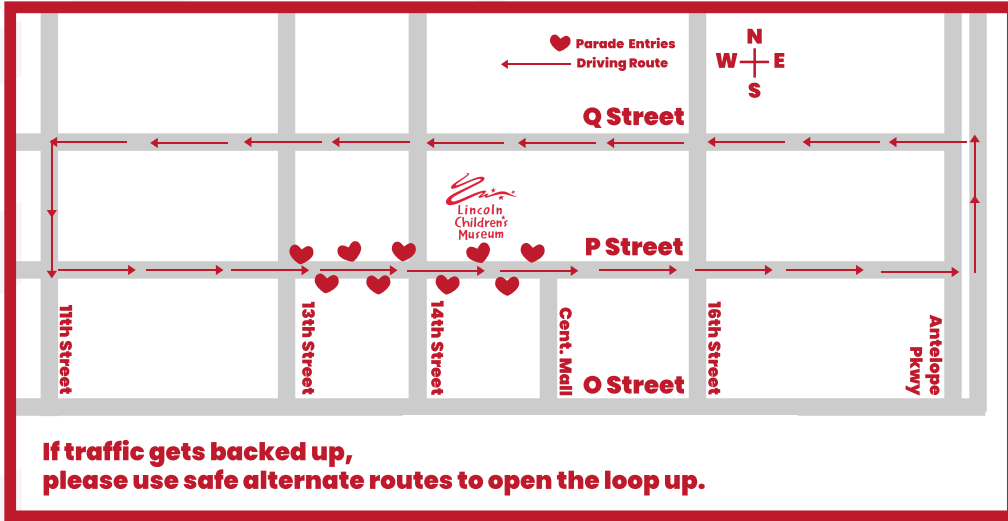 N
Parade Entries
W E
Driving Route
S
Q Street
Lincoln
Children's
Museum
P Street
11th Street
13th Street
14th Street
Cent. Mall
16th Street
Antelope
Pkwy
O Street
If traffic gets backed up,
please use safe alternate routes to open the loop up.